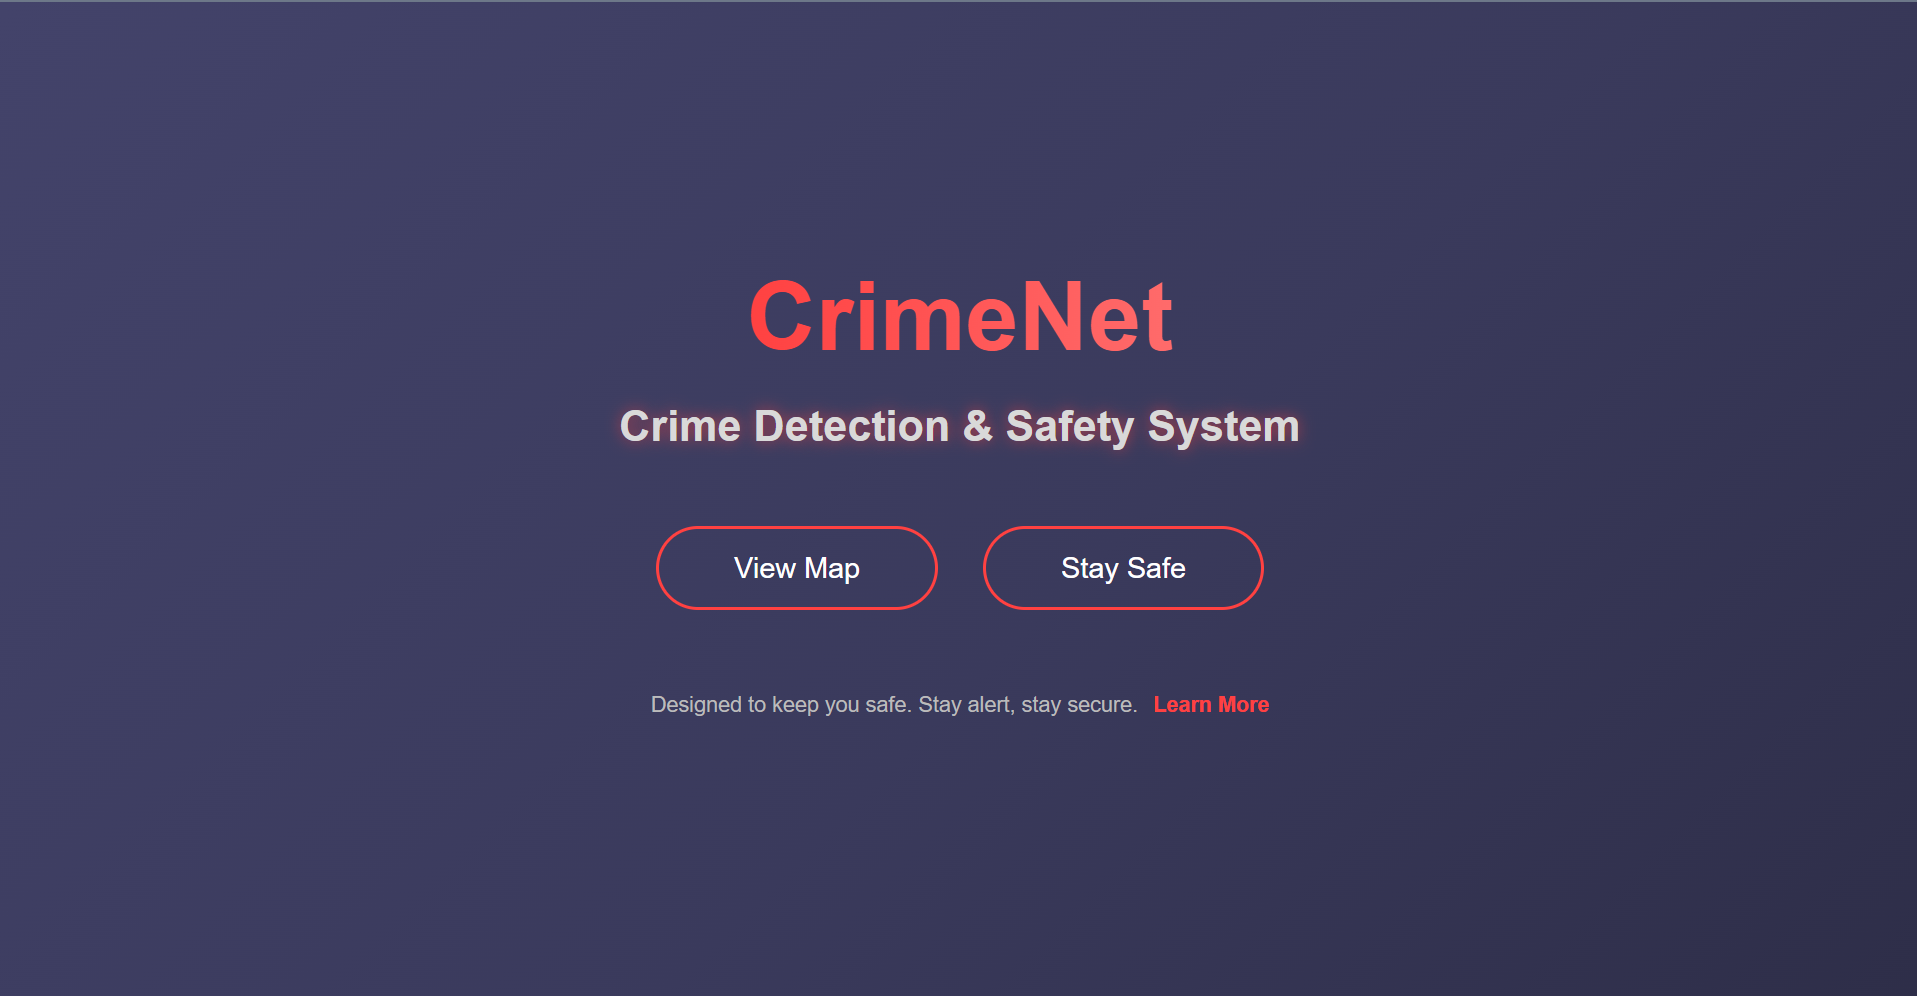 CrimeNet
Crime Detection & Safety System
View Map Stay Safe
Designed to keep you safe. Stay alert, stay secure. Learn More